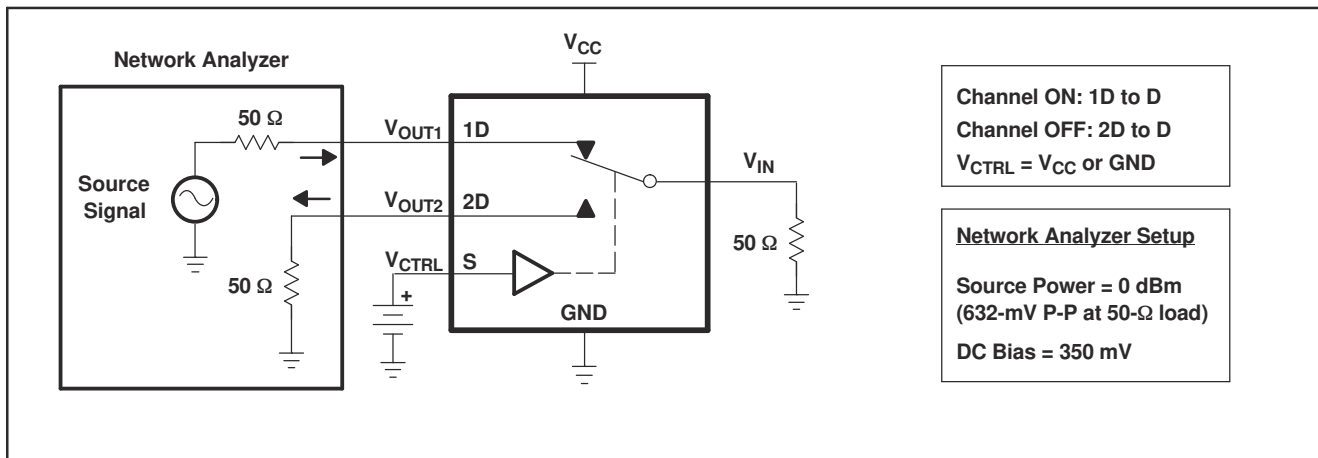 Network Analyzer
50 Ω
Source
Signal
50 Ω
VOUT1
1D
VOUT2
2D
VCTRL
S
+
VCC
GND
VIN
50 Ω
Channel ON: 1D to D
Channel OFF: 2D to D
VCTRL = VCC or GND
Network Analyzer Setup
Source Power = 0 dBm
(632-mV P-P at 50-Ω load)
DC Bias = 350 mV